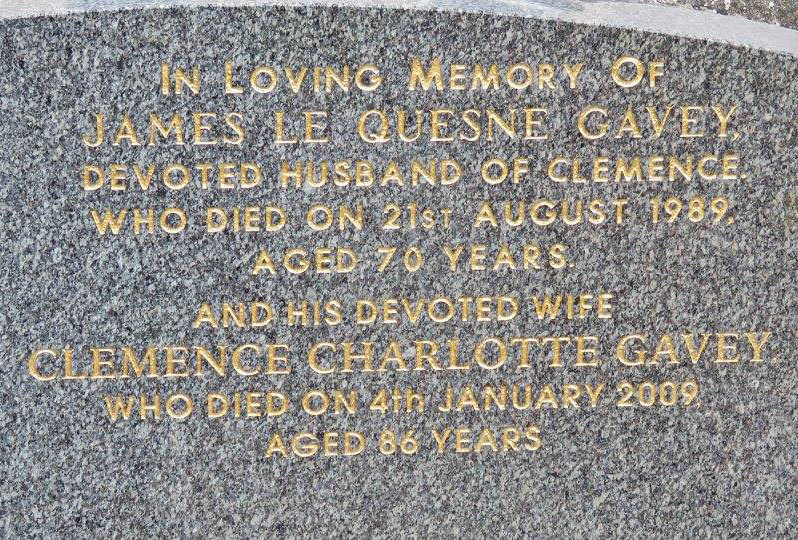 IN LOVING MEMORY OF
JAMES LE QUESNE GAVEY,
DEVOTED HUSBAND OF CLEMENCE.
WHO DIED ON 21ST AUGUST 1989,
AGED 70 YEARS.
AND HIS DEVOTED WIFE
CLEMENCE CHARLOTTE GAVEY
WHO DIED ON 4th JANUARY 2009,
AGED 86 YEARS